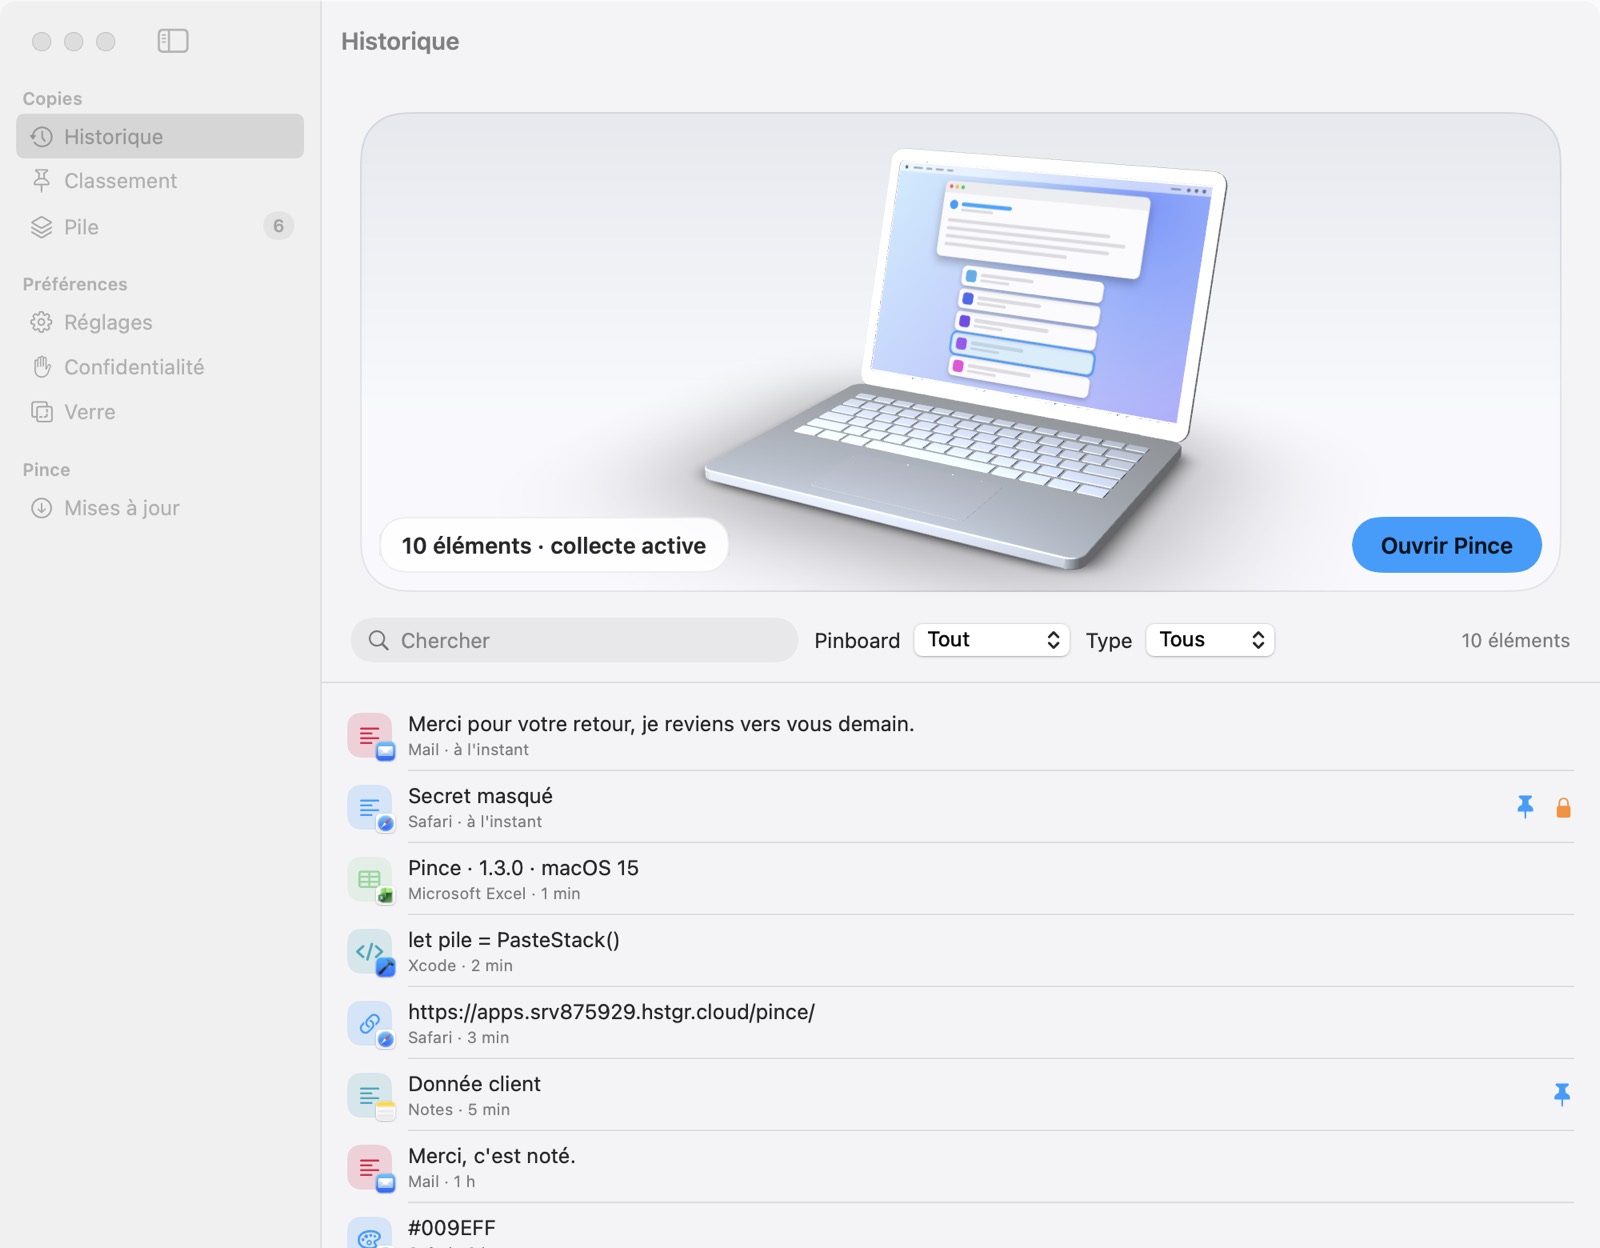 Historique
Copies
Historique
Classement
Pile
6
Préférences
Réglages
Confidentialité
Verre
Pince
Mises à jour
10 éléments · collecte active
Ouvrir Pince
Chercher
Pinboard
Tout
Type
Tous
10 éléments
Merci pour votre retour, je reviens vers vous demain.
Mail · à l'instant
Secret masqué
Safari · à l'instant
Pince · 1.3.0 · macOS 15
Microsoft Excel · 1 min
let pile = PasteStack()
Xcode · 2 min
https://apps.srv875929.hstgr.cloud/pince/
Safari · 3 min
Donnée client
Notes · 5 min
Merci, c'est noté.
Mail · 1 h
#009EFF